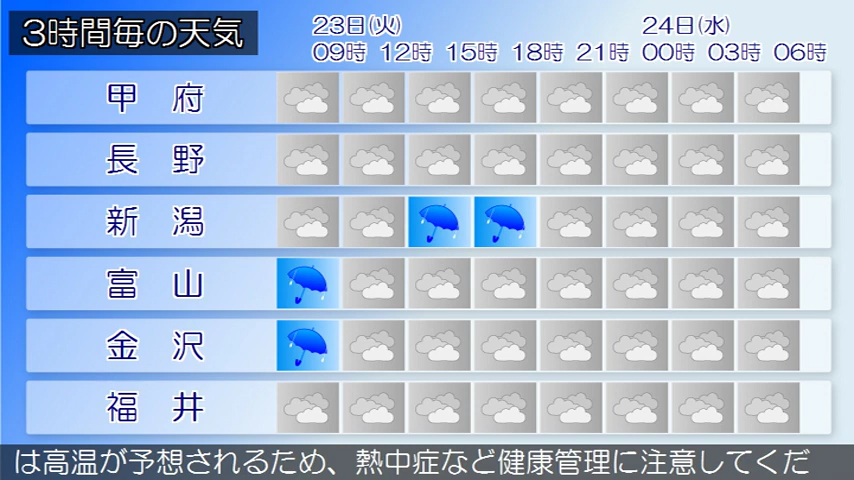 3時間毎の天気
23日(火) 24日(水)
09時 12時 15時 18時 21時 00時 03時 06時
甲府
長野
新潟
富山
金沢
福井
は高温が予想されるため、熱中症など健康管理に注意してくだ